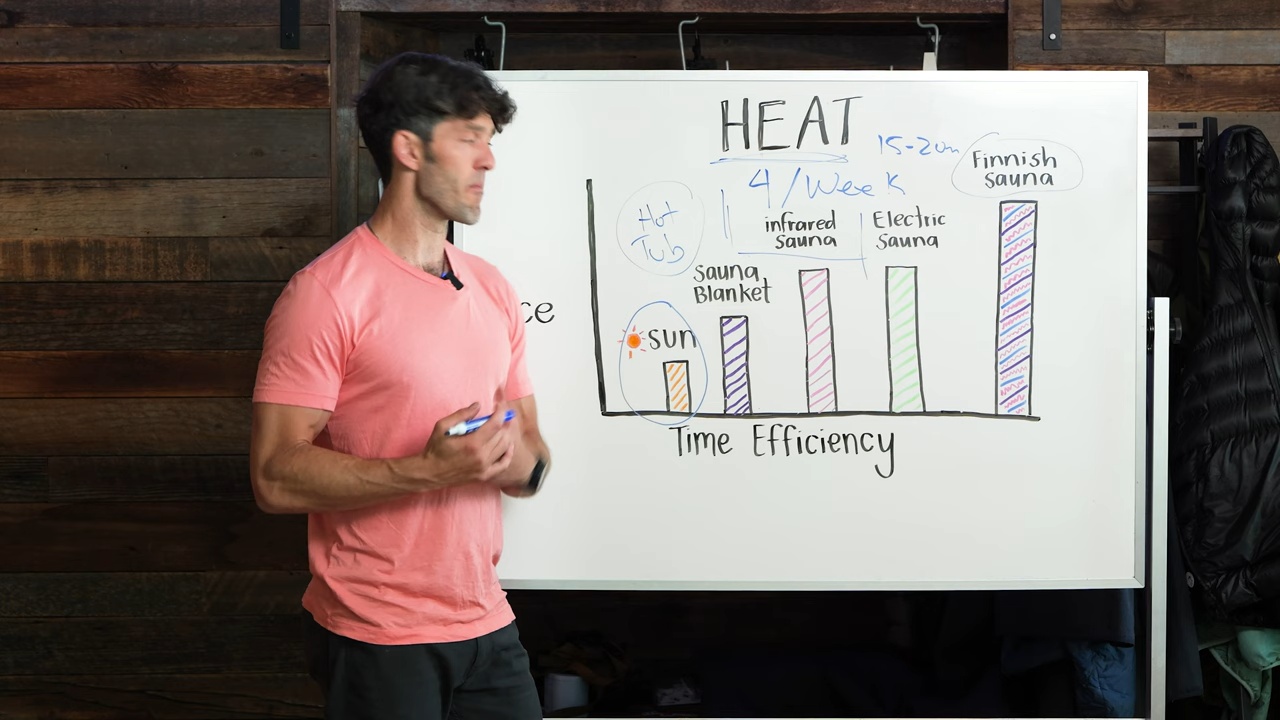 HEAT
15-20m
Finnish
Sauna
4/Week
Hot
Tub
infrared
Sauna
Electric
Sauna
Sauna
Blanket
sun
ce
Time Efficiency